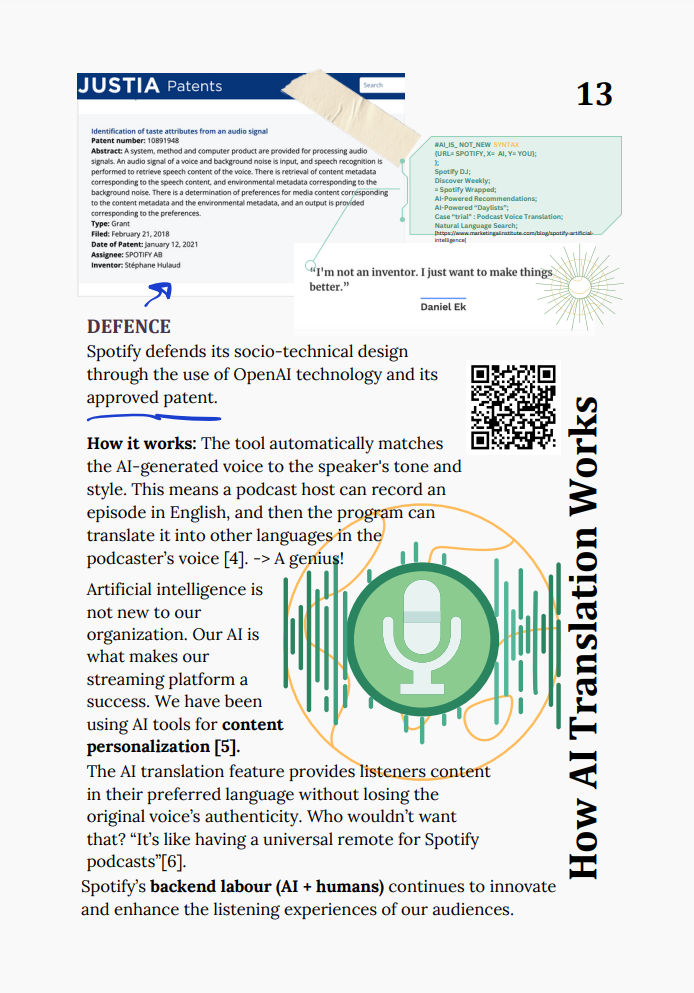 JUSTIA Patents
Search
13
Identification of taste attributes from an audio signal
Patent number: 10891948
Abstract: A system, method and computer product are provided for processing audio
signals. An audio signal of a voice and background noise is input, and speech recognition is
performed to retrieve speech content of the voice. There is retrieval of content metadata
corresponding to the speech content, and environmental metadata corresponding to the
background noise. There is a determination of preferences for media content corresponding
to the content metadata and the environmental metadata, and an output is provided
corresponding to the preferences.
Type: Grant
Filed: February 21, 2018
Date of Patent: January 12, 2021
Assignee: SPOTIFY AB
Inventor: Stéphane Hulaud
#AI_IS_ NOT_NEW SYNTAX
{URL= SPOTIFY, X= AI, Y= YOU};
};
Spotify DJ;
Discover Weekly;
= Spotify Wrapped;
AI-Powered Recommendations;
AI-Powered "Daylists";
Case "trial" : Podcast Voice Translation;
Natural Language Search;
[https://www.marketingaiinstitute.com/blog/spotify-artificial-
intelligence]
“I'm not an inventor. I just want to make things
better.”
Daniel Ek
DEFENCE
Spotify defends its socio-technical design
through the use of OpenAI technology and its
approved patent.
How it works: The tool automatically matches
the AI-generated voice to the speaker's tone and
style. This means a podcast host can record an
episode in English, and then the program can
translate it into other languages in the
podcaster’s voice [4]. -> A genius!
Artificial intelligence is
not new to our
organization. Our AI is
what makes our
streaming platform a
success. We have been
using AI tools for content
personalization [5].
The AI translation feature provides listeners content
in their preferred language without losing the
original voice’s authenticity. Who wouldn’t want
that? “It’s like having a universal remote for Spotify
podcasts”[6].
Spotify’s backend labour (AI + humans) continues to innovate
and enhance the listening experiences of our audiences.
How AI Translation Works